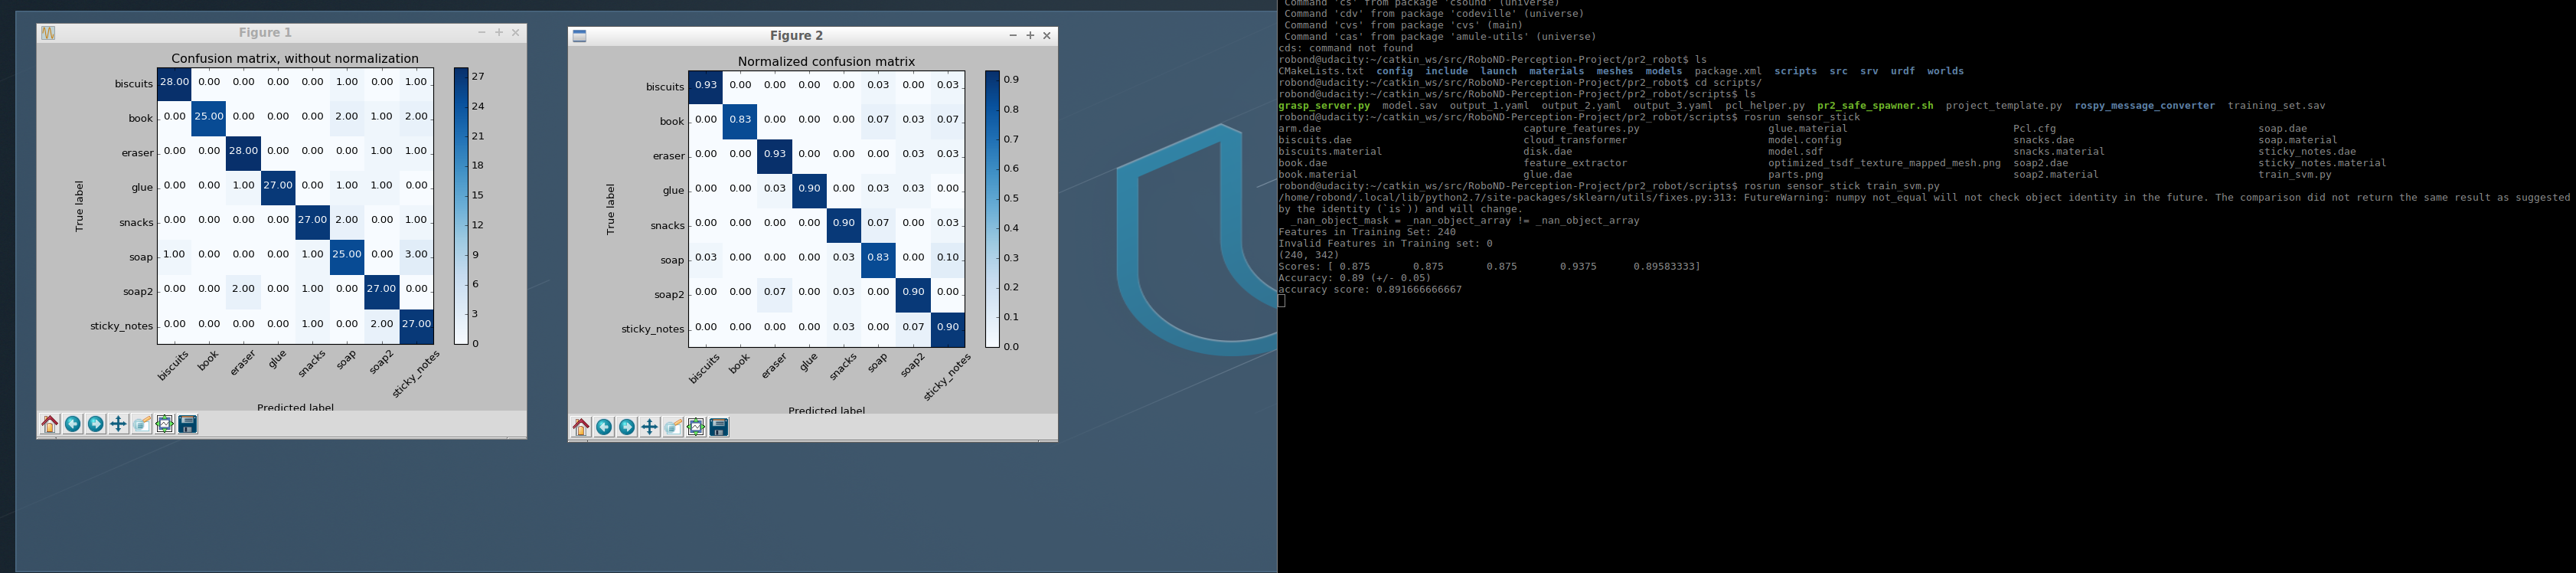 Figure 1
Confusion matrix, without normalization
True label
biscuits 28.00 0.00 0.00 0.00 0.00 1.00 0.00 1.00
book 0.00 25.00 0.00 0.00 0.00 2.00 1.00 2.00
eraser 0.00 0.00 28.00 0.00 0.00 0.00 1.00 1.00
glue 0.00 0.00 1.00 27.00 0.00 1.00 1.00 0.00
snacks 0.00 0.00 0.00 0.00 27.00 2.00 0.00 1.00
soap 1.00 0.00 0.00 0.00 1.00 25.00 0.00 3.00
soap2 0.00 0.00 2.00 0.00 1.00 0.00 27.00 0.00
sticky_notes 0.00 0.00 0.00 0.00 1.00 0.00 2.00 27.00
biscuits book eraser glue snacks soap soap2 sticky_notes
Predicted label
27
24
21
18
15
12
9
6
3
0
Figure 2
Normalized confusion matrix
True label
biscuits 0.93 0.00 0.00 0.00 0.00 0.03 0.00 0.03
book 0.00 0.83 0.00 0.00 0.00 0.07 0.03 0.07
eraser 0.00 0.00 0.93 0.00 0.00 0.00 0.03 0.03
glue 0.00 0.00 0.03 0.90 0.00 0.03 0.03 0.00
snacks 0.00 0.00 0.00 0.00 0.90 0.07 0.00 0.03
soap 0.03 0.00 0.00 0.00 0.03 0.83 0.00 0.10
soap2 0.00 0.00 0.07 0.00 0.03 0.00 0.90 0.00
sticky_notes 0.00 0.00 0.00 0.00 0.03 0.00 0.07 0.90
biscuits book eraser glue snacks soap soap2 sticky_notes
Predicted label
0.9
0.8
0.7
0.6
0.5
0.4
0.3
0.2
0.1
0.0
Command 'cs' from package 'csound' (universe)
Command 'cdv' from package 'codeville' (universe)
Command 'cvs' from package 'cvs' (main)
Command 'cas' from package 'amule-utils' (universe)
cds: command not found
robond@udacity:~/catkin_ws/src/RoboND-Perception-Project/pr2_robot$ ls
CMakeLists.txt config include launch materials meshes models package.xml scripts src srv urdf worlds
robond@udacity:~/catkin_ws/src/RoboND-Perception-Project/pr2_robot$ cd scripts/
robond@udacity:~/catkin_ws/src/RoboND-Perception-Project/pr2_robot/scripts$ ls
grasp_server.py model.sav output_1.yaml output_2.yaml output_3.yaml pcl_helper.py pr2_safe_spawner.sh project_template.py rospy_message_converter training_set.sav
robond@udacity:~/catkin_ws/src/RoboND-Perception-Project/pr2_robot/scripts$ rosrun sensor_stick
arm.dae capture_features.py glue.material Pcl.cfg soap.dae
biscuits.dae cloud_transformer model.config snacks.dae soap.material
biscuits.material disk.dae model.sdf snacks.material sticky_notes.dae
book.dae feature_extractor optimized_tsdf_texture_mapped_mesh.png soap2.dae sticky_notes.material
book.material glue.dae parts.png soap2.material train_svm.py
robond@udacity:~/catkin_ws/src/RoboND-Perception-Project/pr2_robot/scripts$ rosrun sensor_stick train_svm.py
/home/robond/.local/lib/python2.7/site-packages/sklearn/utils/fixes.py:313: FutureWarning: numpy not_equal will not check object identity in the future. The comparison did not return the same result as suggested
by the identity (`is`)) and will change.
_nan_object_mask = _nan_object_array != _nan_object_array
Features in Training Set: 240
Invalid Features in Training set: 0
(240, 342)
Scores: [ 0.875 0.875 0.875 0.9375 0.89583333]
Accuracy: 0.89 (+/- 0.05)
accuracy score: 0.891666666667